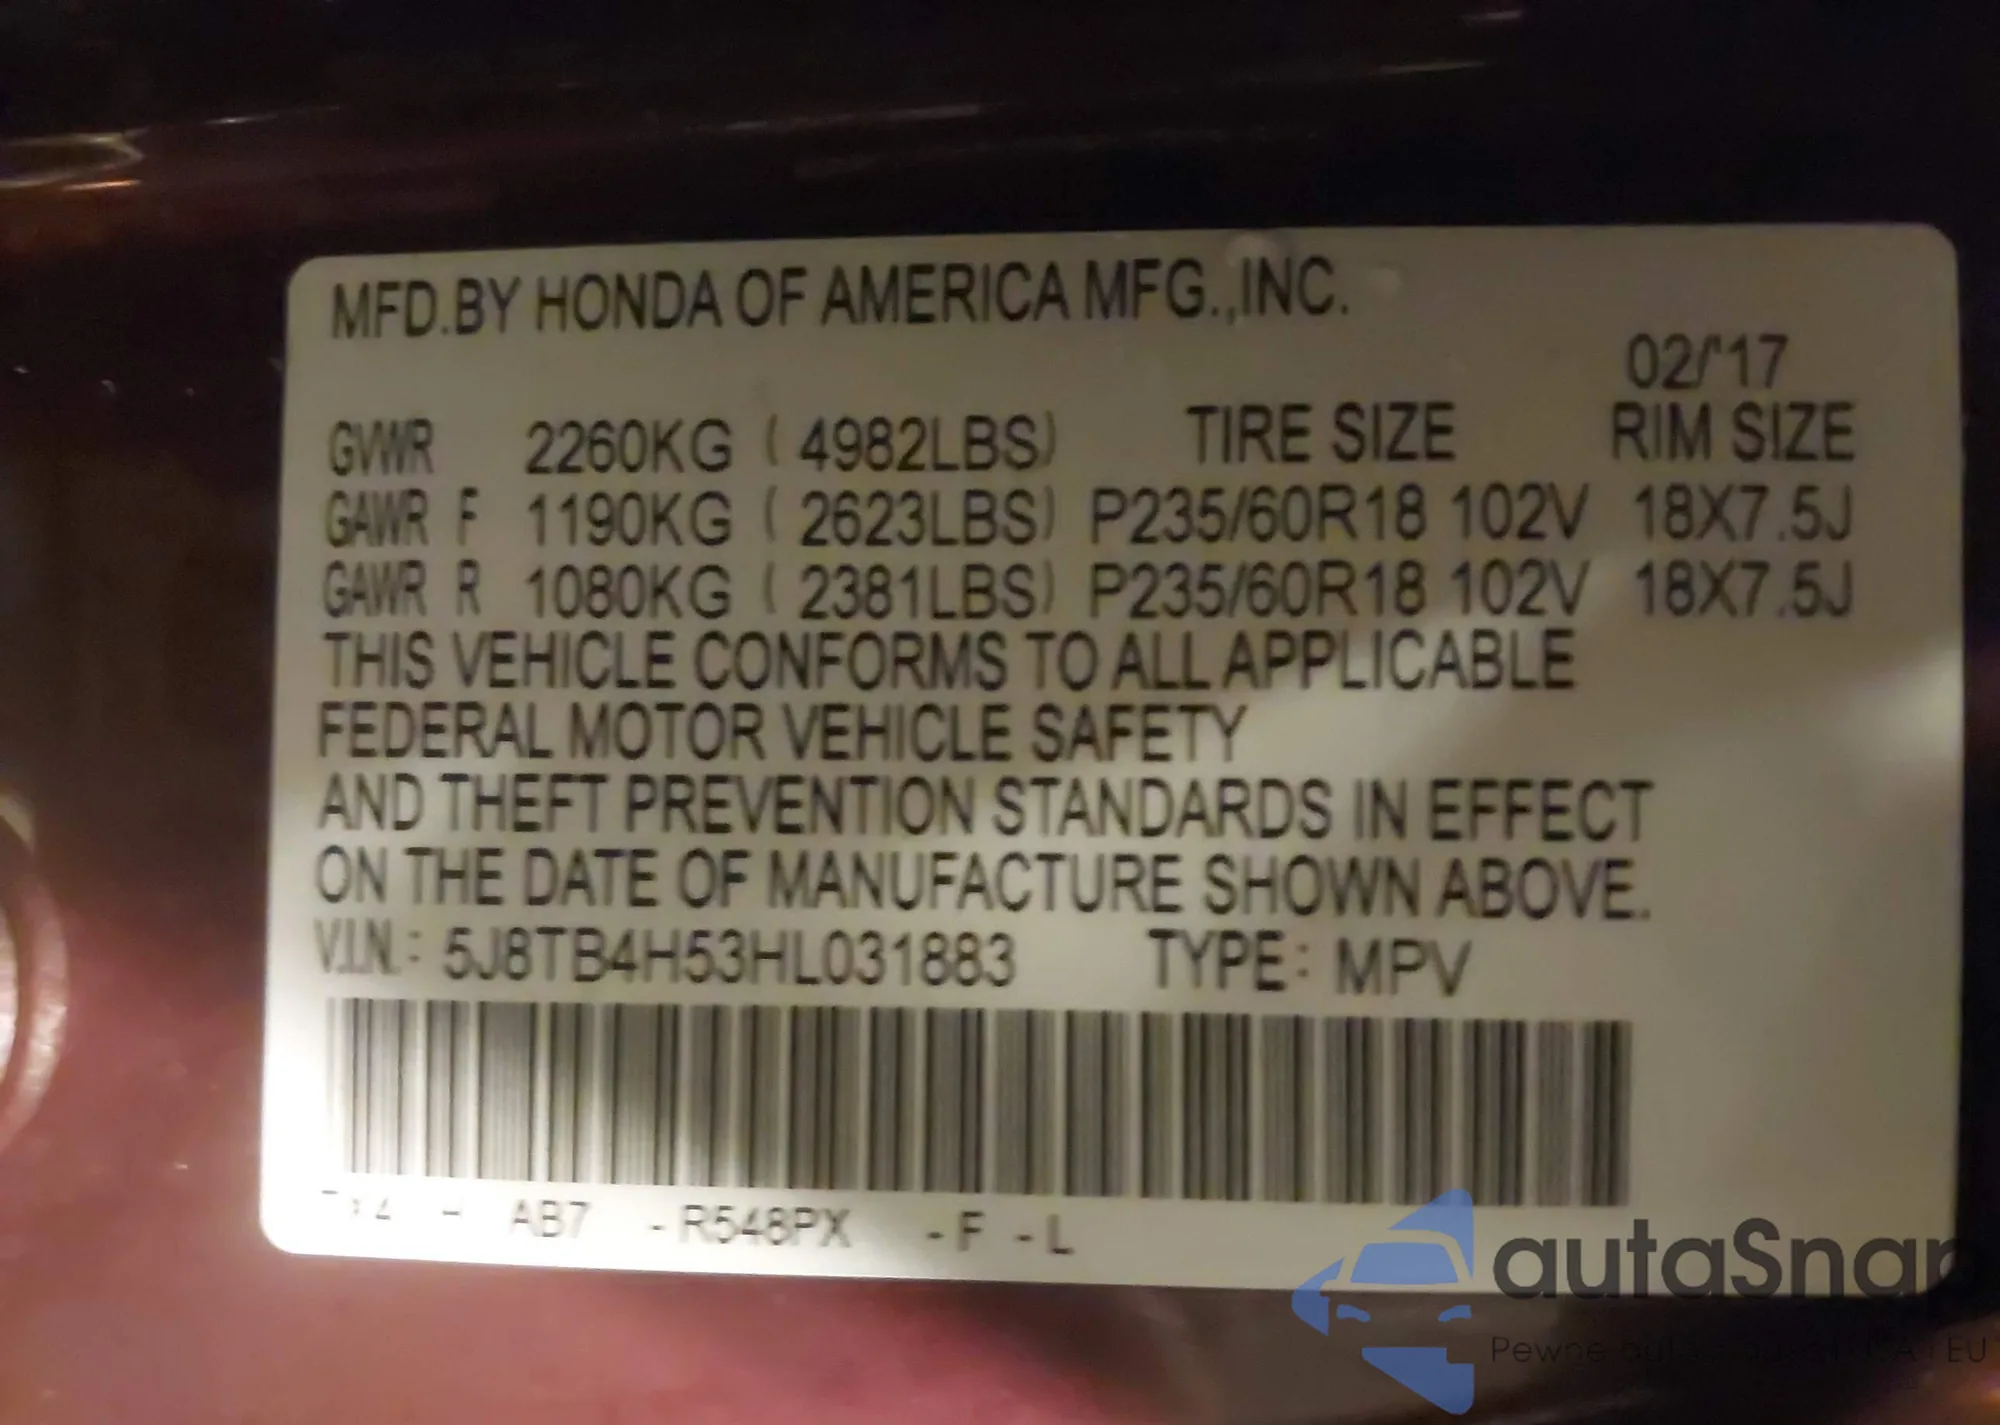 MFD.BY HONDA OF AMERICA MFG.,INC.
02/'17
GVWR 2260KG ( 4982LBS) TIRE SIZE RIM SIZE
GAWR F 1190KG ( 2623LBS) P235/60R18 102V 18X7.5J
GAWR R 1080KG ( 2381LBS) P235/60R18 102V 18X7.5J
THIS VEHICLE CONFORMS TO ALL APPLICABLE
FEDERAL MOTOR VEHICLE SAFETY
AND THEFT PREVENTION STANDARDS IN EFFECT
ON THE DATE OF MANUFACTURE SHOWN ABOVE.
V.I.N.: 5J8TB4H53HL031883 TYPE: MPV
AB7 -R548PX -F -L
autaSnap
Pewne EU